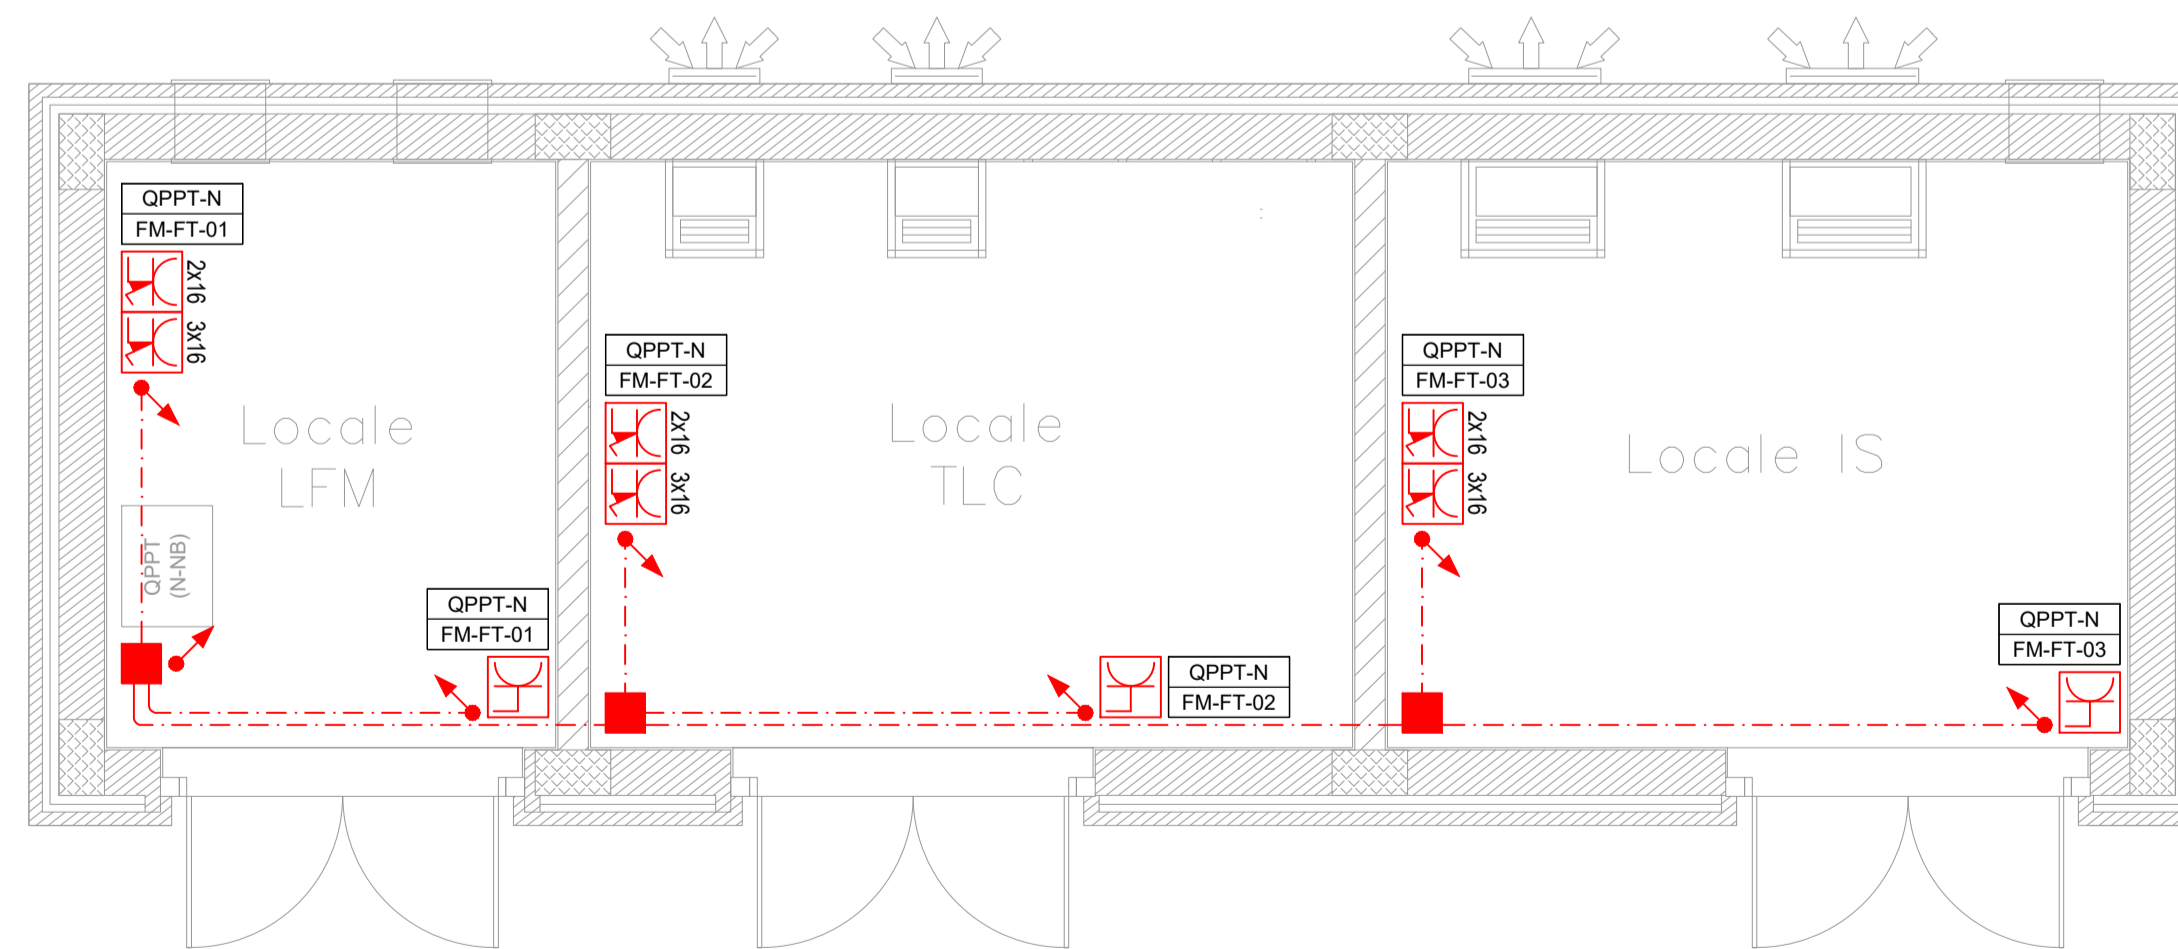 QPPT-N
FM-FT-01
2x16
3x16
Locale
LFM
QPPT
(N-NB)
QPPT-N
FM-FT-01
QPPT-N
FM-FT-02
2x16
3x16
Locale
TLC
QPPT-N
FM-FT-02
QPPT-N
FM-FT-03
2x16
3x16
Locale IS
QPPT-N
FM-FT-03